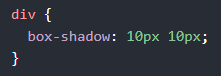 div {
  box-shadow: 10px 10px;
}